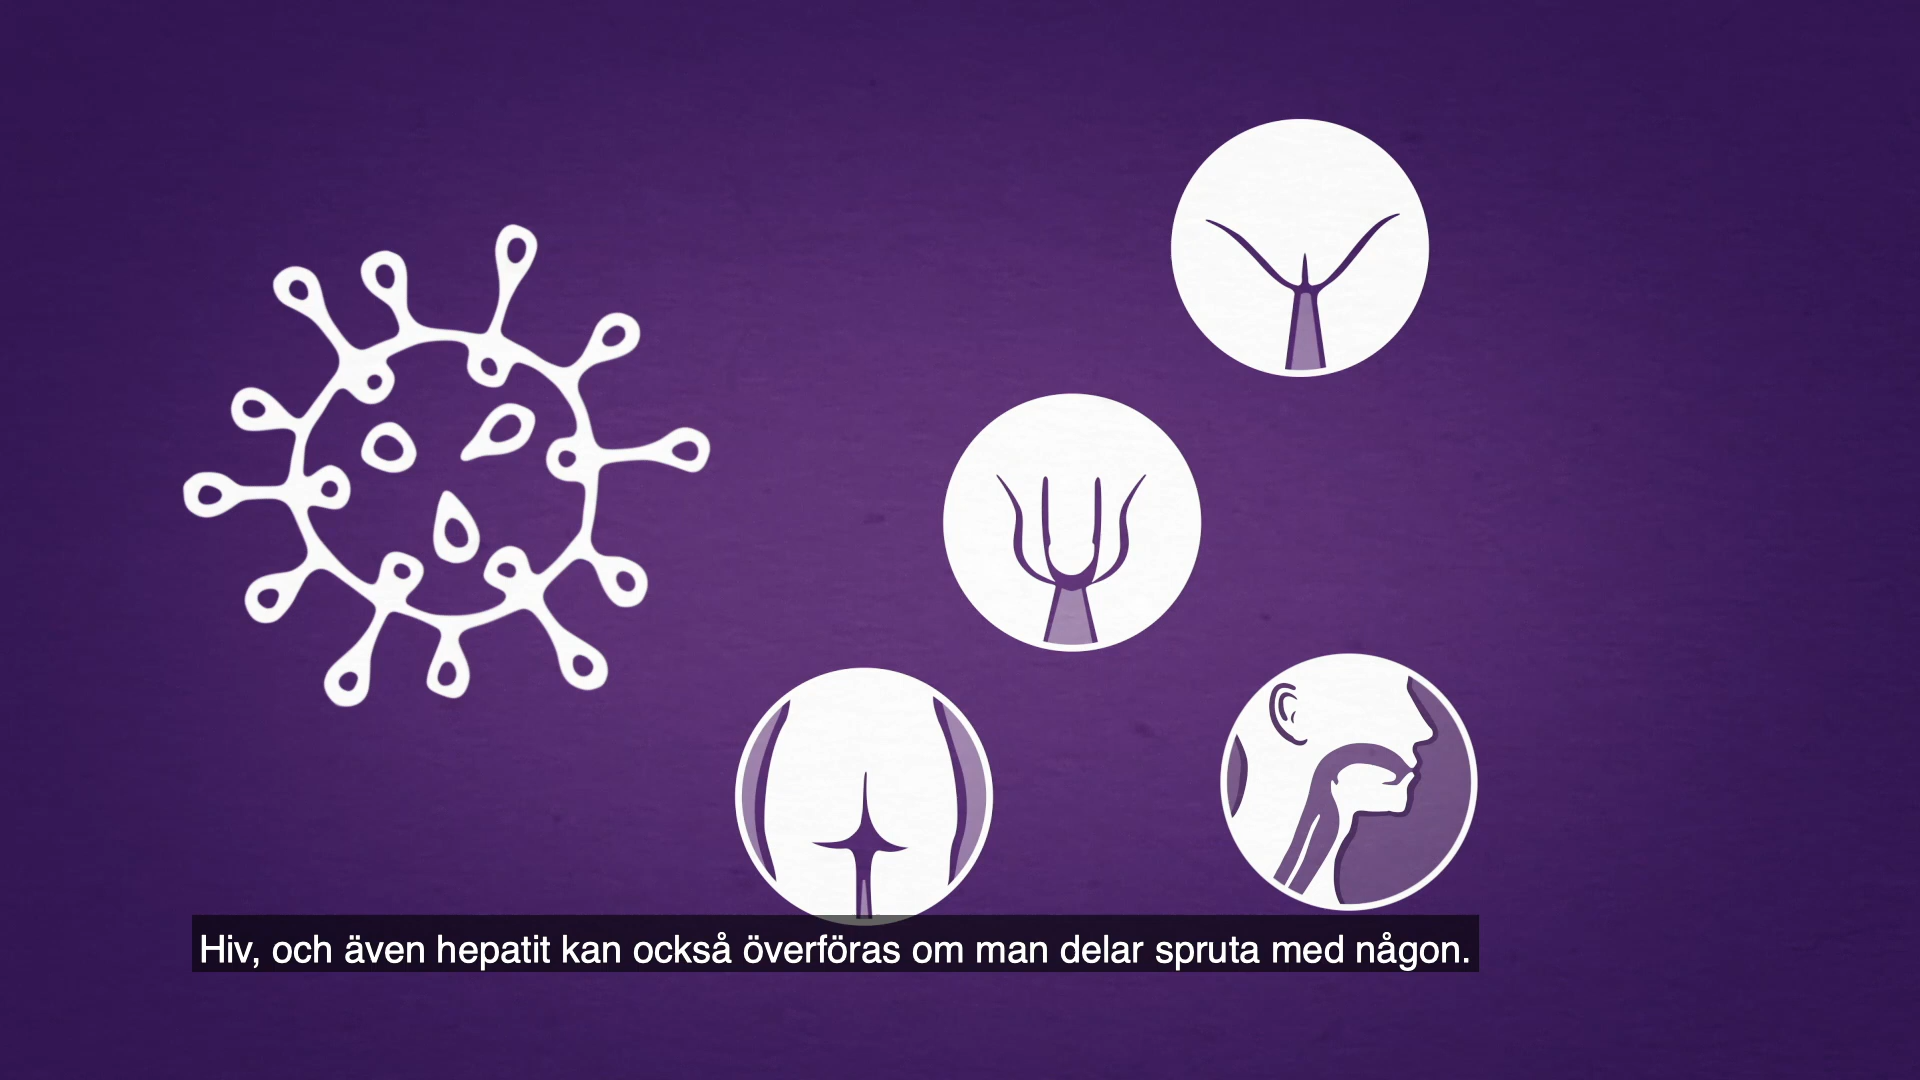 Hiv, och även hepatit kan också överföras om man delar spruta med någon.